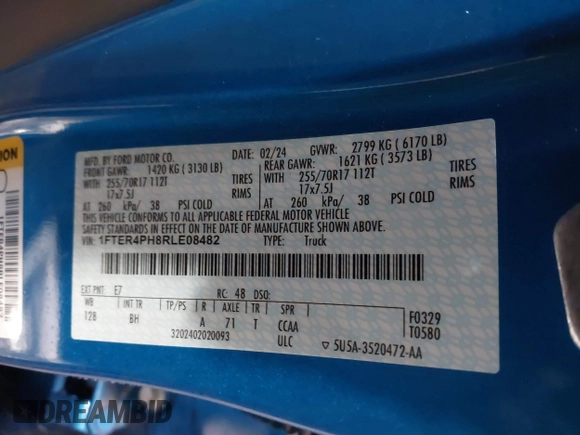 MFD. BY FORD MOTOR CO.
DATE: 02/24 GVWR: 2799 KG ( 6170 LB)
FRONT GAWR: 1420 KG ( 3130 LB) REAR GAWR: 1621 KG ( 3573 LB)
WITH WITH
255/70R17 112T TIRES 255/70R17 112T TIRES
17x7.5J RIMS 17x7.5J RIMS
AT 260 kPa/ 38 PSI COLD AT 260 kPa/ 38 PSI COLD
THIS VEHICLE CONFORMS TO ALL APPLICABLE FEDERAL MOTOR VEHICLE
SAFETY STANDARDS IN EFFECT ON THE DATE OF MANUFACTURE SHOWN ABOVE.
VIN: 1FTER4PH8RLE08482 TYPE: Truck
EXT PNT: E7 RC: 48 DSO:
WB INT TR TP/PS R AXLE TR SPR
128 BH A 71 T CCAA
3202402020093 ULC
F0329
T0580
▽ 5U5A-3520472-AA
DREAMBID